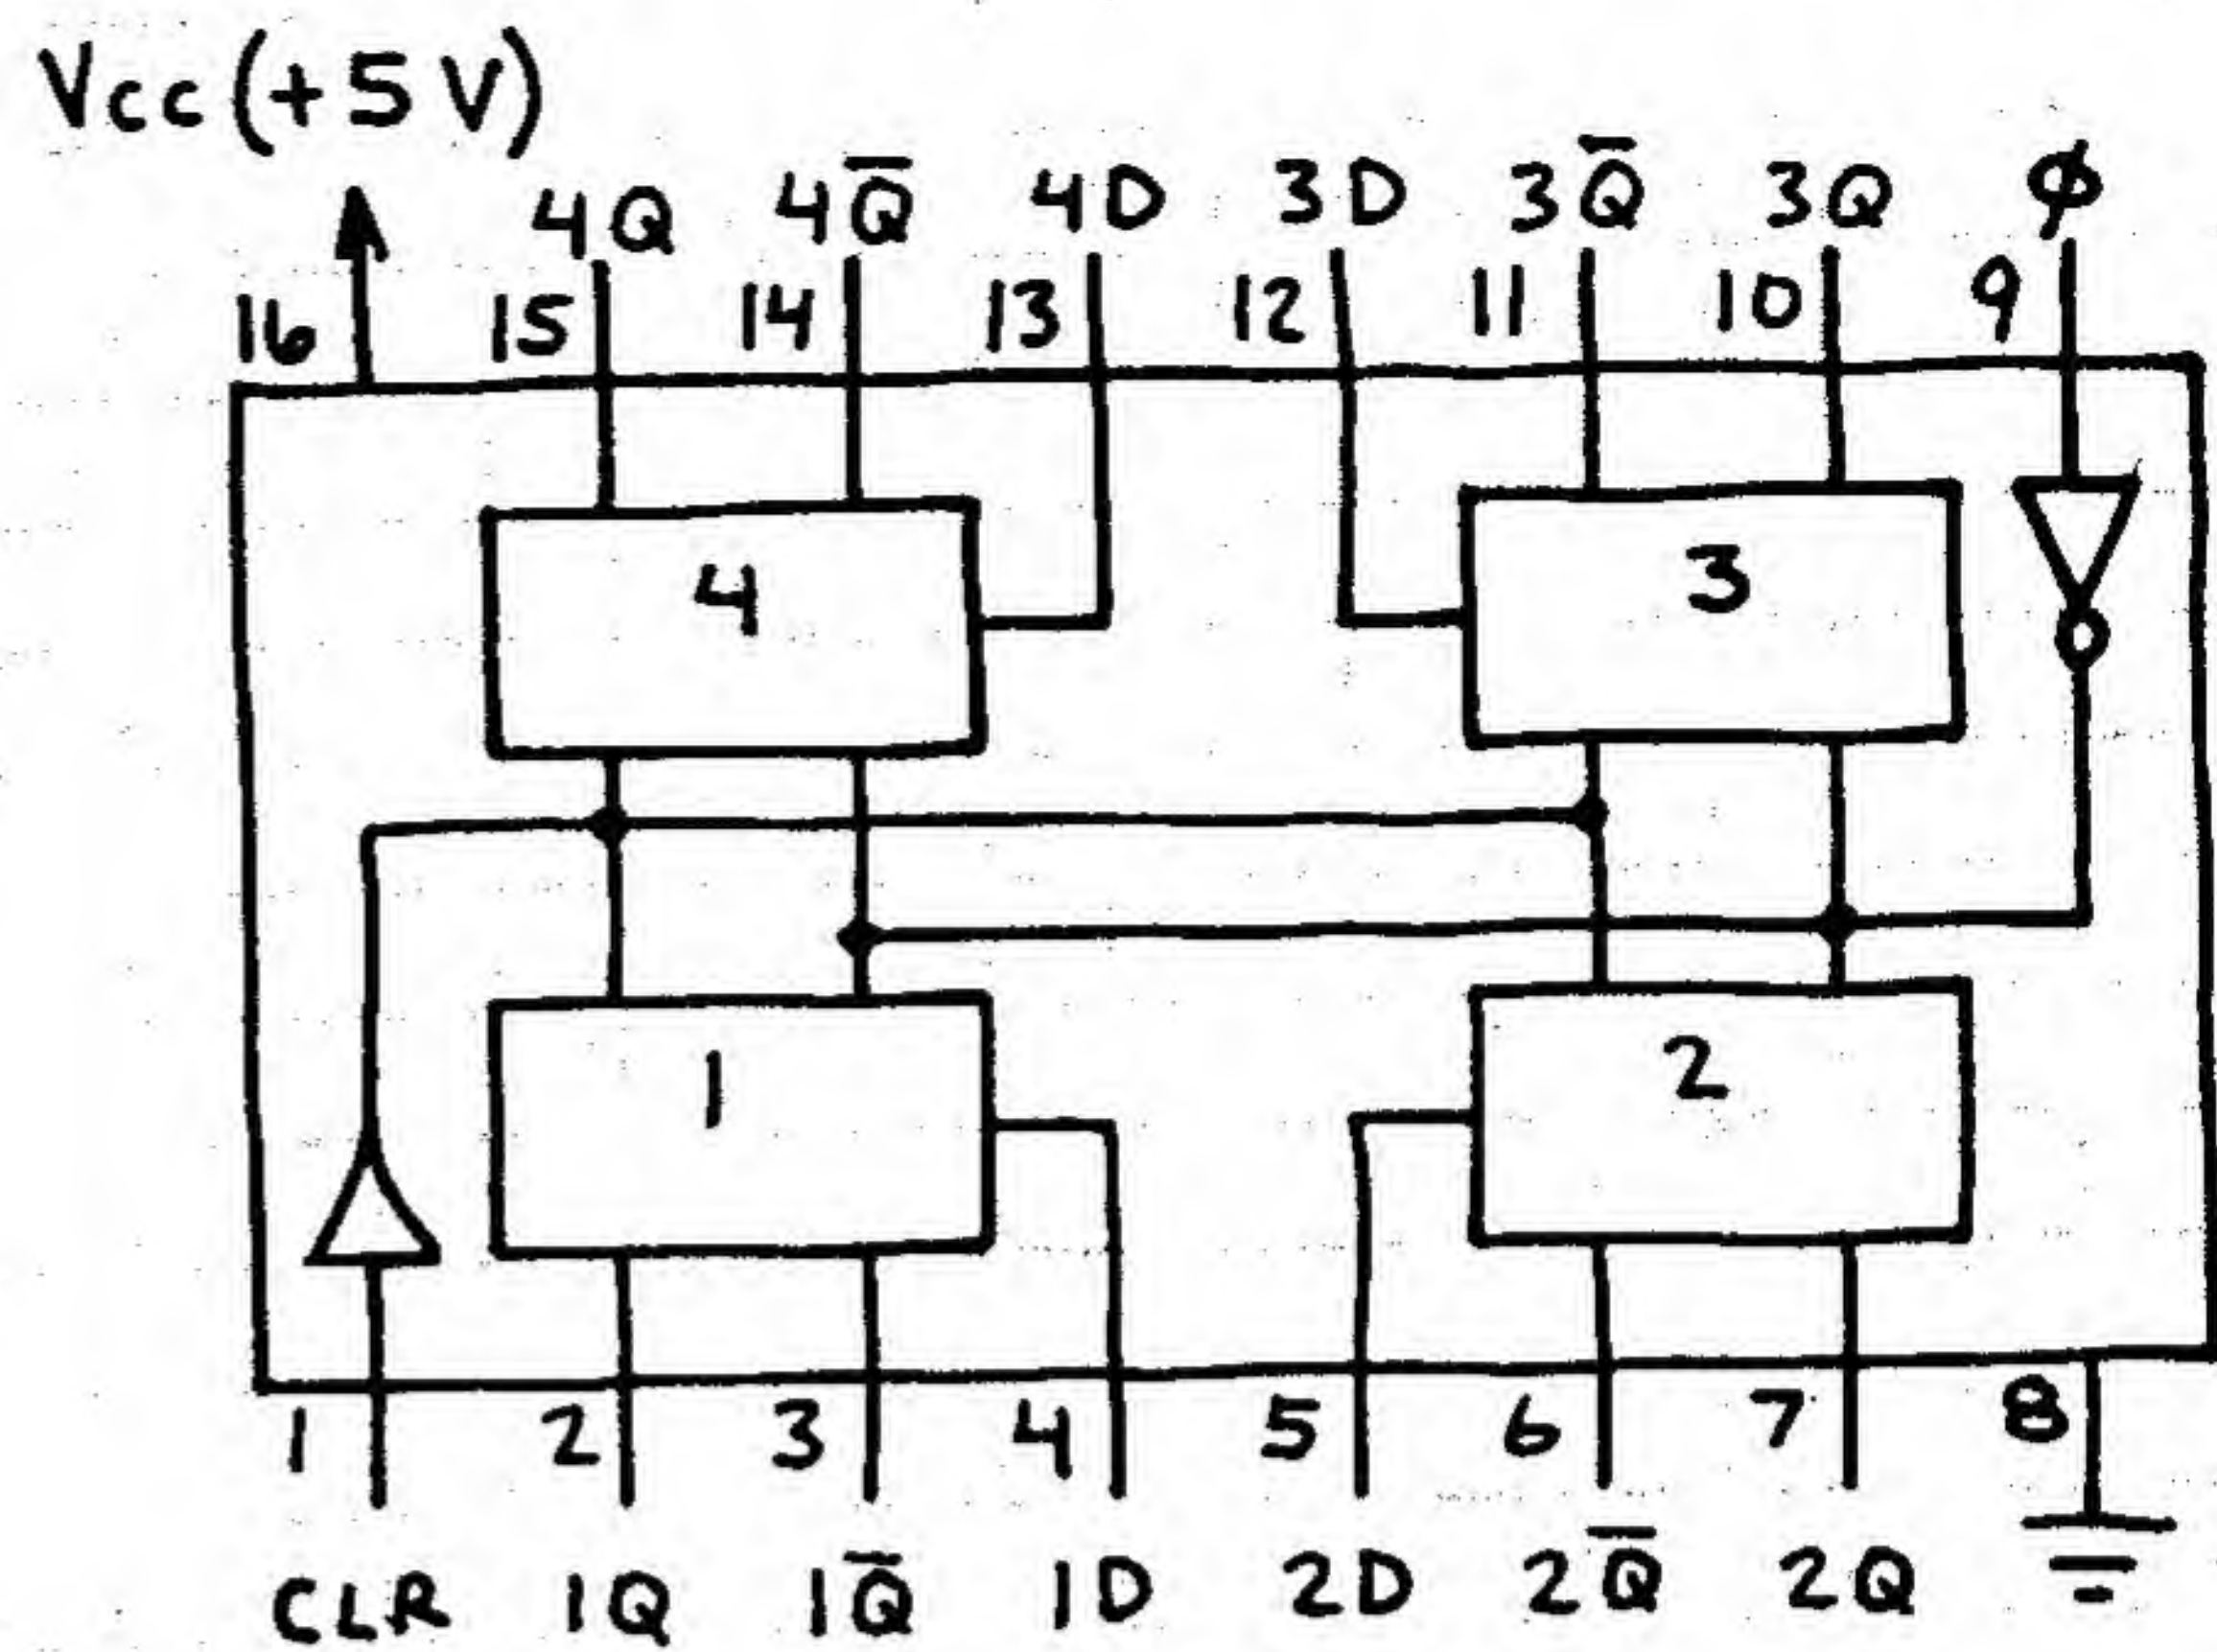 Vcc (+5 V)
4Q 4Q̅ 4D 3D 3Q̅ 3Q ϕ
16 15 14 13 12 11 10 9
4 3
1 2
1 2 3 4 5 6 7 8
CLR 1Q 1Q̅ 1D 2D 2Q̅ 2Q